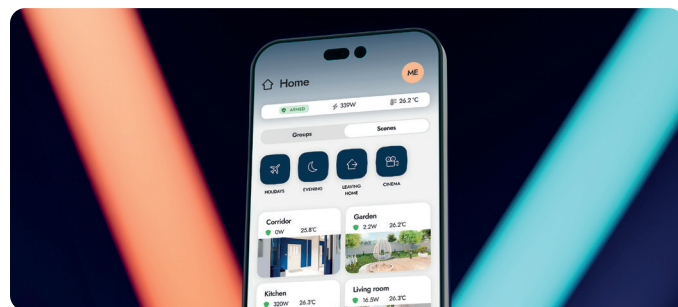 Home
ME
ARMED
339W
26.2 °C
Groups
Scenes
HOLIDAYS
EVENING
LEAVING
HOME
CINEMA
Corridor
0W 25.8°C
Garden
2.2W 26.2°C
Kitchen
320W 26.3°C
Living room
16.5W 26.3°C